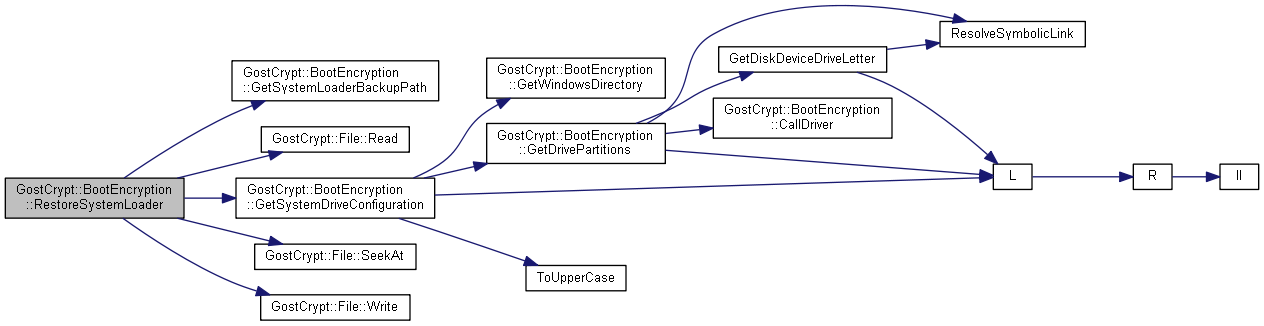 GostCrypt::BootEncryption
::RestoreSystemLoader
GostCrypt::BootEncryption
::GetSystemLoaderBackupPath
GostCrypt::File::Read
GostCrypt::BootEncryption
::GetSystemDriveConfiguration
GostCrypt::File::SeekAt
GostCrypt::File::Write
GostCrypt::BootEncryption
::GetWindowsDirectory
GostCrypt::BootEncryption
::GetDrivePartitions
ToUpperCase
GetDiskDeviceDriveLetter
GostCrypt::BootEncryption
::CallDriver
ResolveSymbolicLink
L
R
II